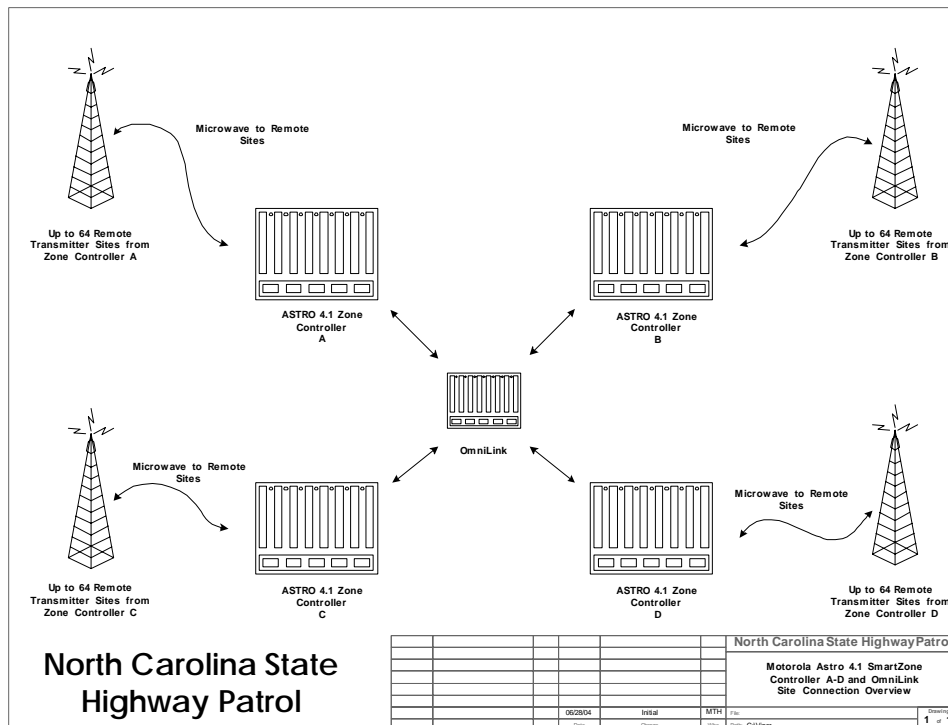 Microwave to Remote
Sites
Microwave to Remote
Sites
Up to 64 Remote
Transmitter Sites from
Zone Controller A
Up to 64 Remote
Transmitter Sites from
Zone Controller B
ASTRO 4.1 Zone
Controller
A
ASTRO 4.1 Zone
Controller
B
OmniLink
Microwave to Remote
Sites
Microwave to Remote
Sites
Up to 64 Remote
Transmitter Sites from
Zone Controller C
ASTRO 4.1 Zone
Controller
C
ASTRO 4.1 Zone
Controller
D
Up to 64 Remote
Transmitter Sites from
Zone Controller D
North Carolina State
Highway Patrol
North Carolina State Highway Patrol
Motorola Astro 4.1 SmartZone
Controller A-D and OmniLink
Site Connection Overview
06/28/04 Initial MTH File
Drawing
1 of